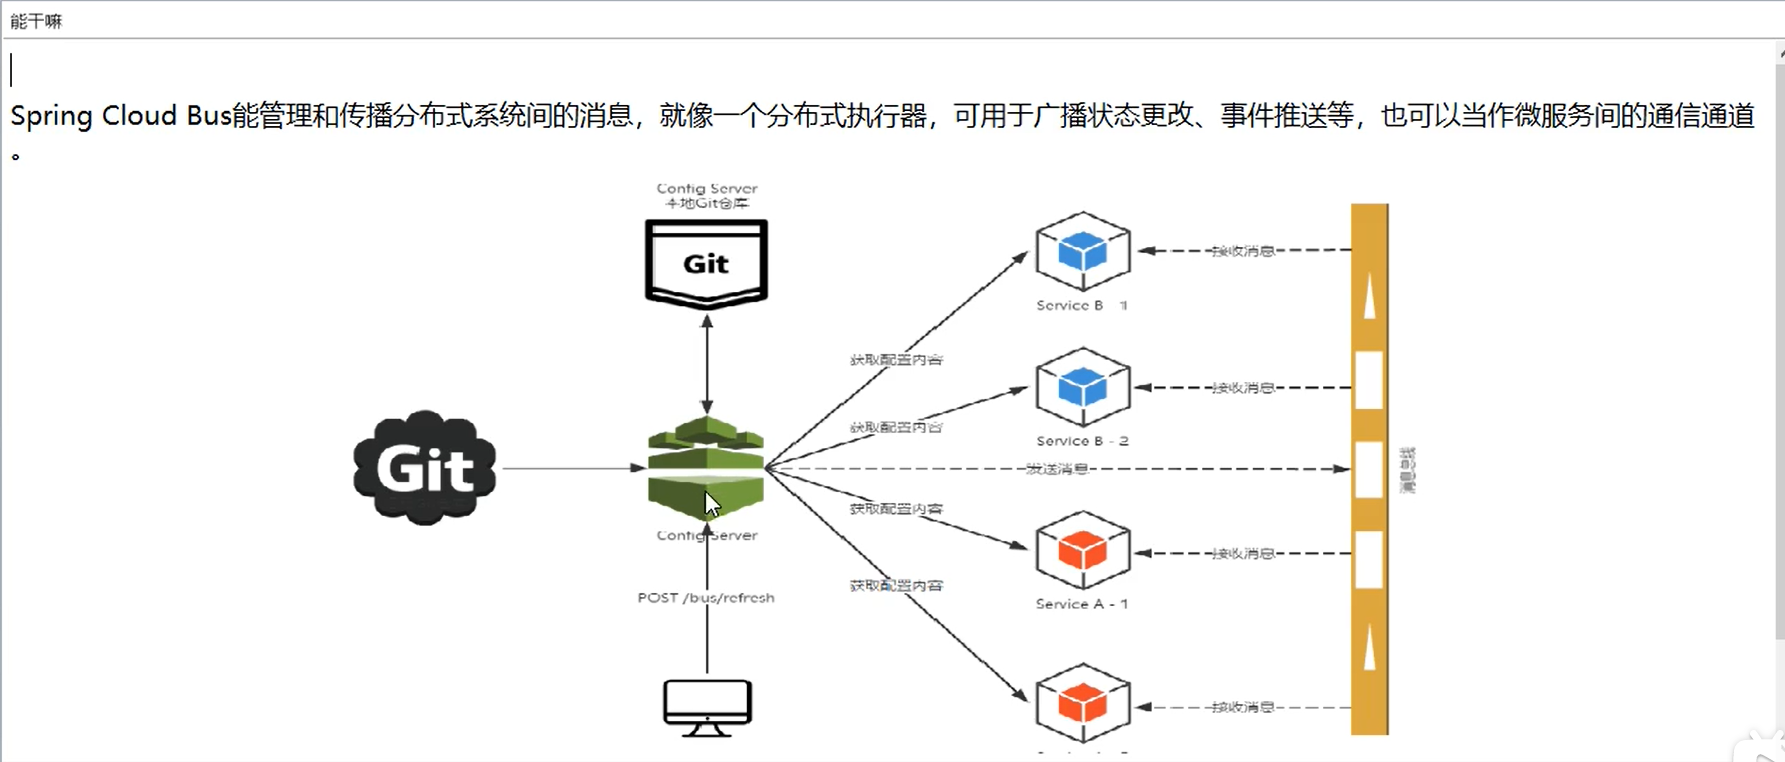 能干嘛
Spring Cloud Bus能管理和传播分布式系统间的消息，就像一个分布式执行器，可用于广播状态更改、事件推送等，也可以当作微服务间的通信通道
。
Config Server
本地Git仓库
Git
接收消息
Service B - 1
获取配置内容
接收消息
获取配置内容
Service B - 2
Git
发送消息
消息总线
获取配置内容
Config Server
接收消息
获取配置内容
POST /bus/refresh
Service A - 1
接收消息